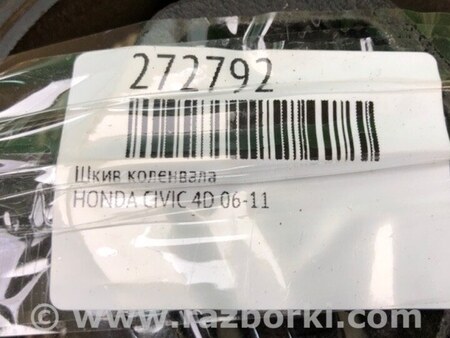 272792
Шкив коленвала
HONDA CIVIC 4D 06-11
© www.razborki.com